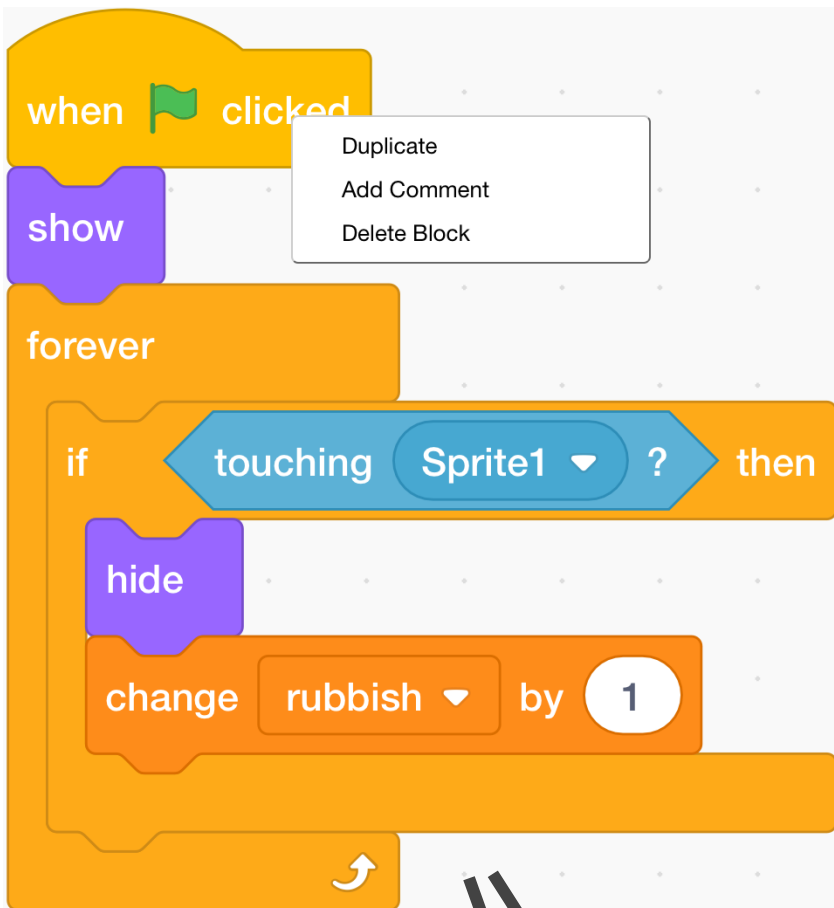 when clicked
Duplicate
Add Comment
Delete Block
show
forever
if touching Sprite1 ? then
hide
change rubbish by 1